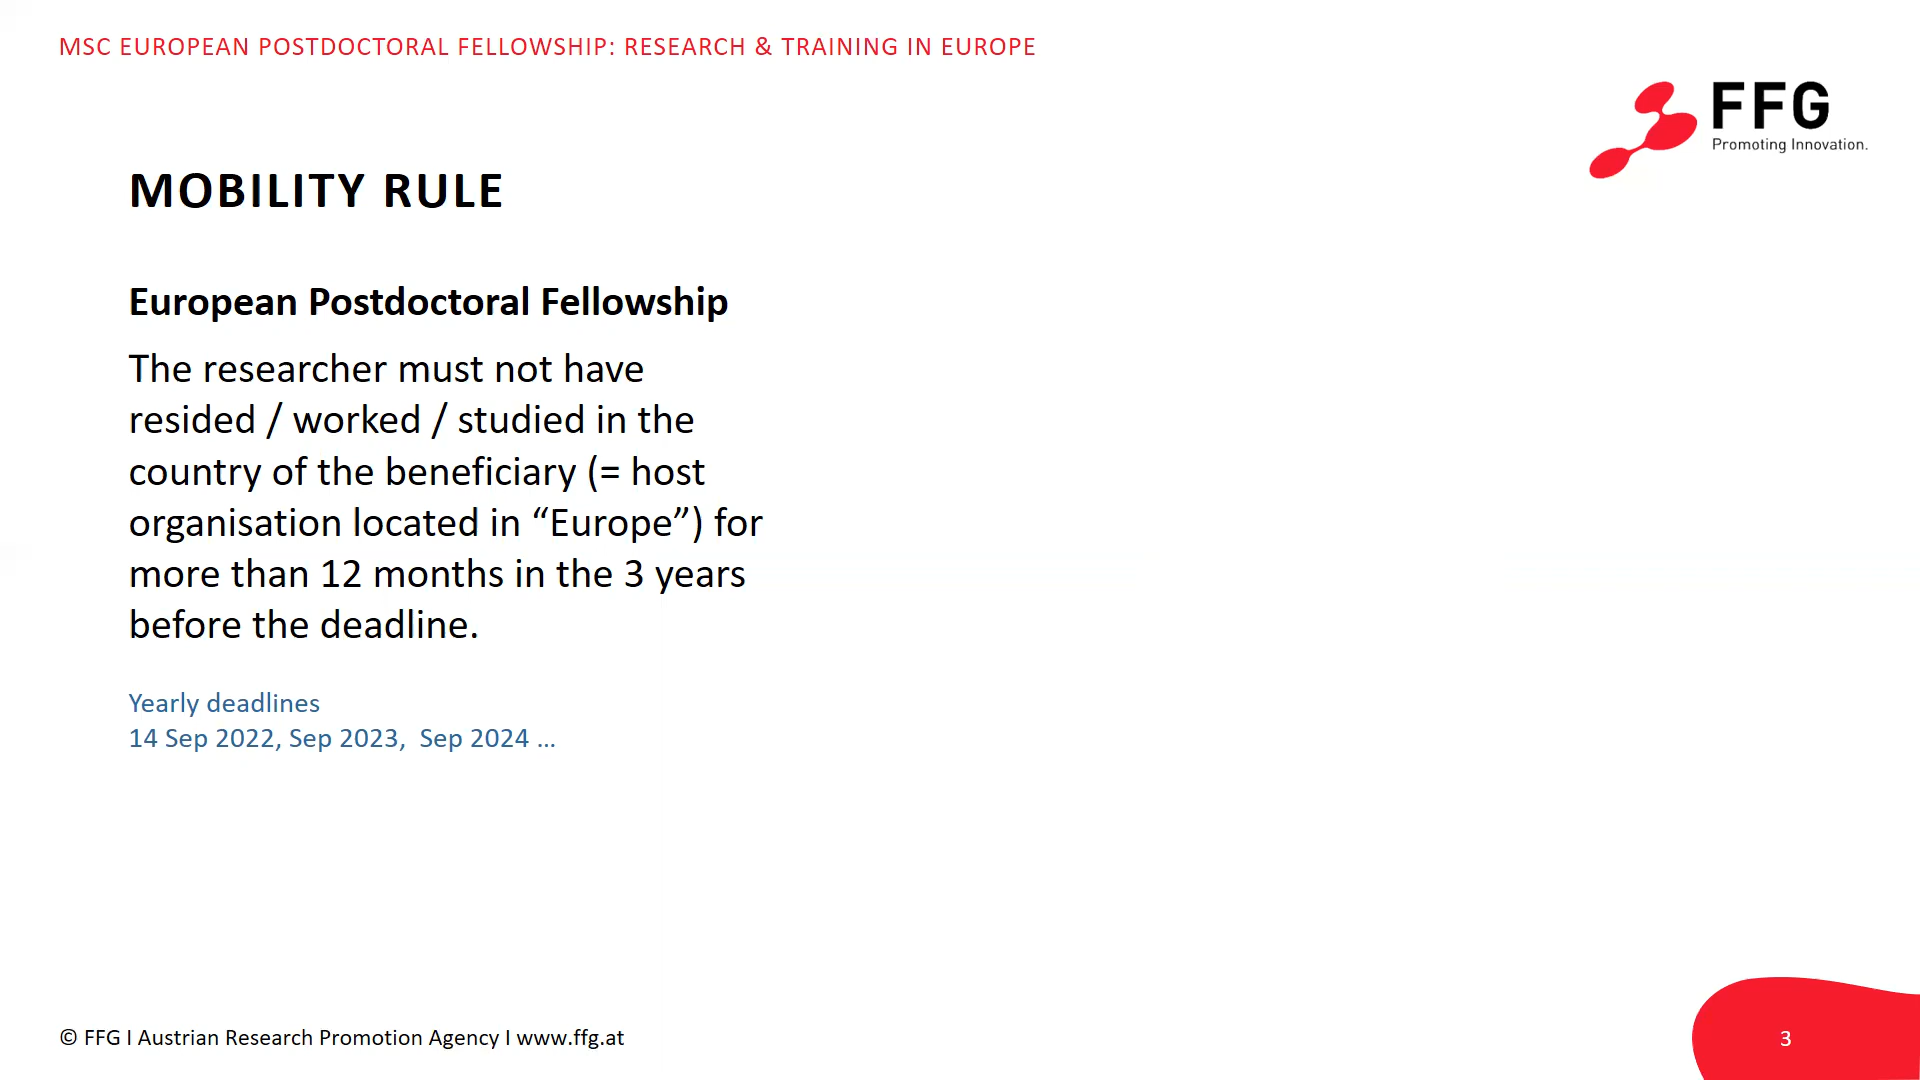 MSC EUROPEAN POSTDOCTORAL FELLOWSHIP: RESEARCH & TRAINING IN EUROPE
FFG
Promoting Innovation.
MOBILITY RULE
European Postdoctoral Fellowship
The researcher must not have
resided / worked / studied in the
country of the beneficiary (= host
organisation located in “Europe”) for
more than 12 months in the 3 years
before the deadline.
Yearly deadlines
14 Sep 2022, Sep 2023,  Sep 2024 …
© FFG I Austrian Research Promotion Agency I www.ffg.at
3